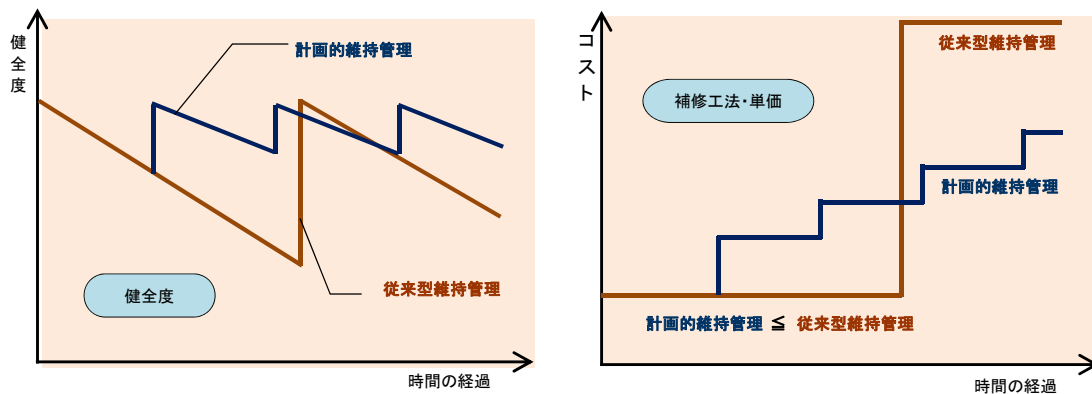 健全度
計画的維持管理
従来型維持管理
健全度
時間の経過
コスト
従来型維持管理
補修工法・単価
計画的維持管理
計画的維持管理 ≦ 従来型維持管理
時間の経過